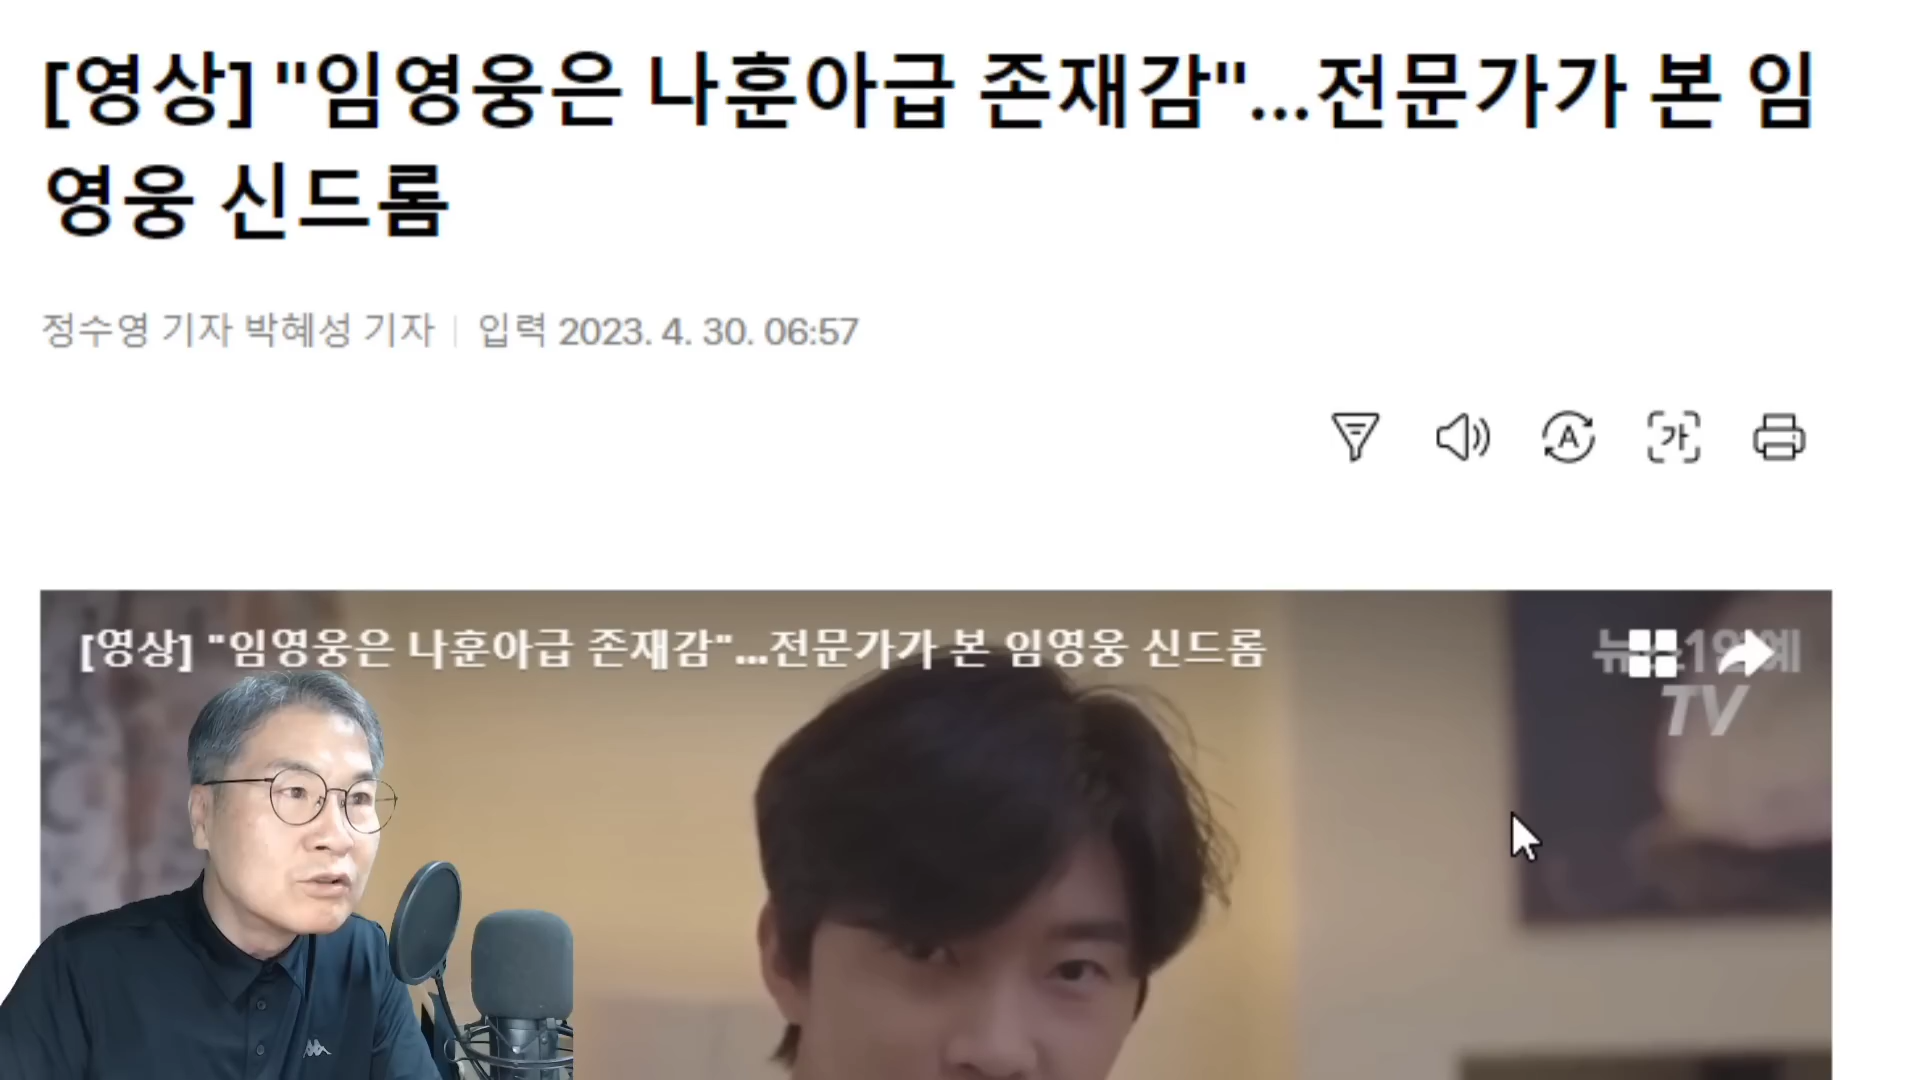 [영상] "임영웅은 나훈아급 존재감"...전문가가 본 임
영웅 신드롬
정수영 기자 박혜성 기자 | 입력 2023. 4. 30. 06:57
A
가
[영상] "임영웅은 나훈아급 존재감"...전문가가 본 임영웅 신드롬
TV